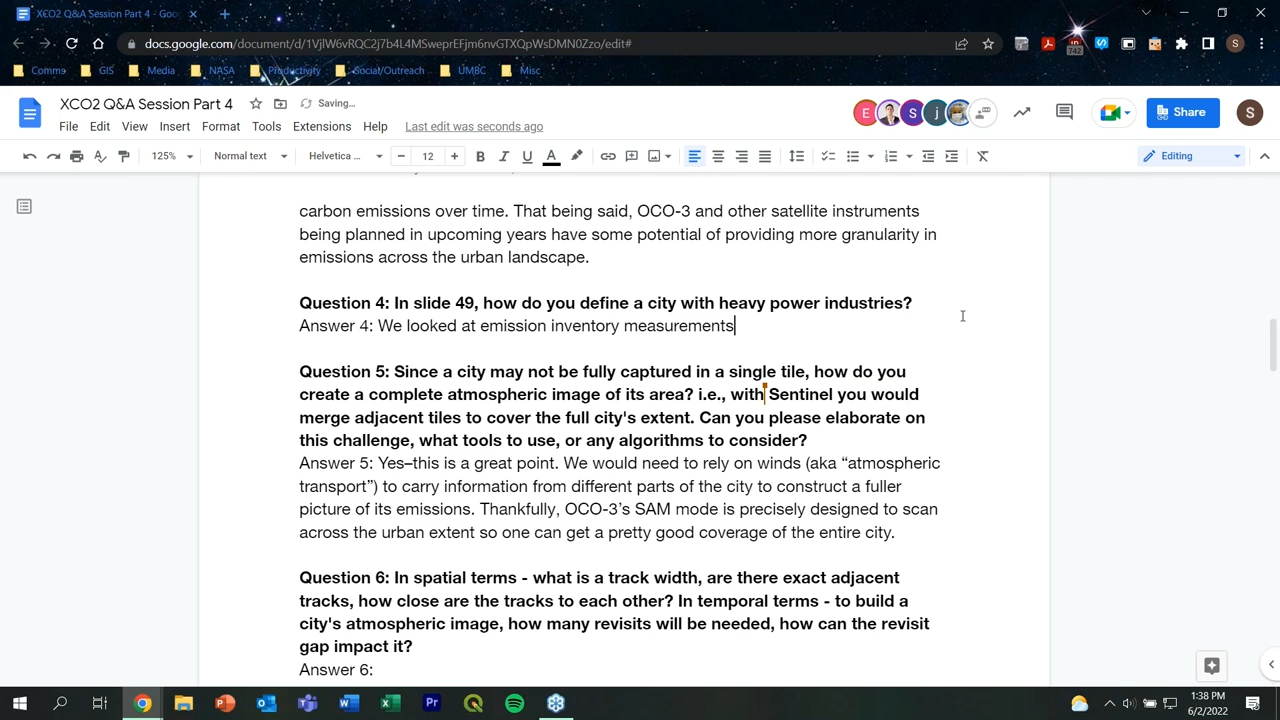 XCO2 Q&A Session Part 4 - Goo
docs.google.com/document/d/1VjlW6vRQC2j7b4L4MSweprEFjm6nvGTXQpWsDMN0Zzo/edit#
742
S
Comms
GIS
Media
NASA
Productivity
Social/Outreach
UMBC
Misc
XCO2 Q&A Session Part 4
Saving...
E
S
j
Share
S
File Edit View Insert Format Tools Extensions Help Last edit was seconds ago
125% Normal text Helvetica ... 12 B I U A Editing
carbon emissions over time. That being said, OCO-3 and other satellite instruments
being planned in upcoming years have some potential of providing more granularity in
emissions across the urban landscape.
Question 4: In slide 49, how do you define a city with heavy power industries?
Answer 4: We looked at emission inventory measurements
Question 5: Since a city may not be fully captured in a single tile, how do you
create a complete atmospheric image of its area? i.e., with Sentinel you would
merge adjacent tiles to cover the full city's extent. Can you please elaborate on
this challenge, what tools to use, or any algorithms to consider?
Answer 5: Yes–this is a great point. We would need to rely on winds (aka “atmospheric
transport”) to carry information from different parts of the city to construct a fuller
picture of its emissions. Thankfully, OCO-3’s SAM mode is precisely designed to scan
across the urban extent so one can get a pretty good coverage of the entire city.
Question 6: In spatial terms - what is a track width, are there exact adjacent
tracks, how close are the tracks to each other? In temporal terms - to build a
city's atmospheric image, how many revisits will be needed, how can the revisit
gap impact it?
Answer 6:
1:38 PM
6/2/2022